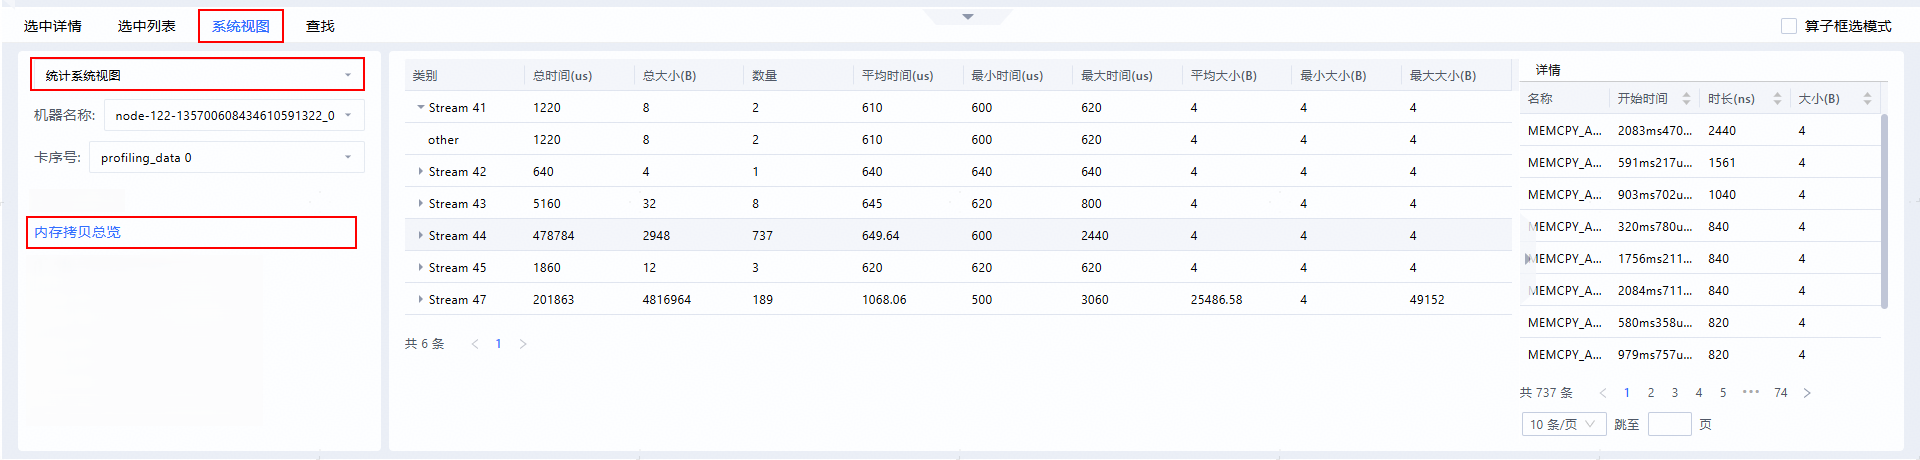 选中详情 选中列表 系统视图 查找 算子框选模式
统计系统视图
机器名称: node-122-135700608434610591322_0
卡序号: profiling_data 0
内存拷贝总览
类别 总时间(us) 总大小(B) 数量 平均时间(us) 最小时间(us) 最大时间(us) 平均大小(B) 最小大小(B) 最大大小(B)
Stream 41 1220 8 2 610 600 620 4 4 4
other 1220 8 2 610 600 620 4 4 4
Stream 42 640 4 1 640 640 640 4 4 4
Stream 43 5160 32 8 645 620 800 4 4 4
Stream 44 478784 2948 737 649.64 600 2440 4 4 4
Stream 45 1860 12 3 620 620 620 4 4 4
Stream 47 201863 4816964 189 1068.06 500 3060 25486.58 4 49152
共 6 条 < 1 >
详情
名称 开始时间 时长(ns) 大小(B)
MEMCPY_A... 2083ms470... 2440 4
MEMCPY_A... 591ms217u... 1561 4
MEMCPY_A... 903ms702u... 1040 4
MEMCPY_A... 320ms780u... 840 4
MEMCPY_A... 1756ms211... 840 4
MEMCPY_A... 2084ms711... 840 4
MEMCPY_A... 580ms358u... 820 4
MEMCPY_A... 979ms757u... 820 4
共 737 条 < 1 2 3 4 5 ••• 74 >
10 条/页 跳至 页